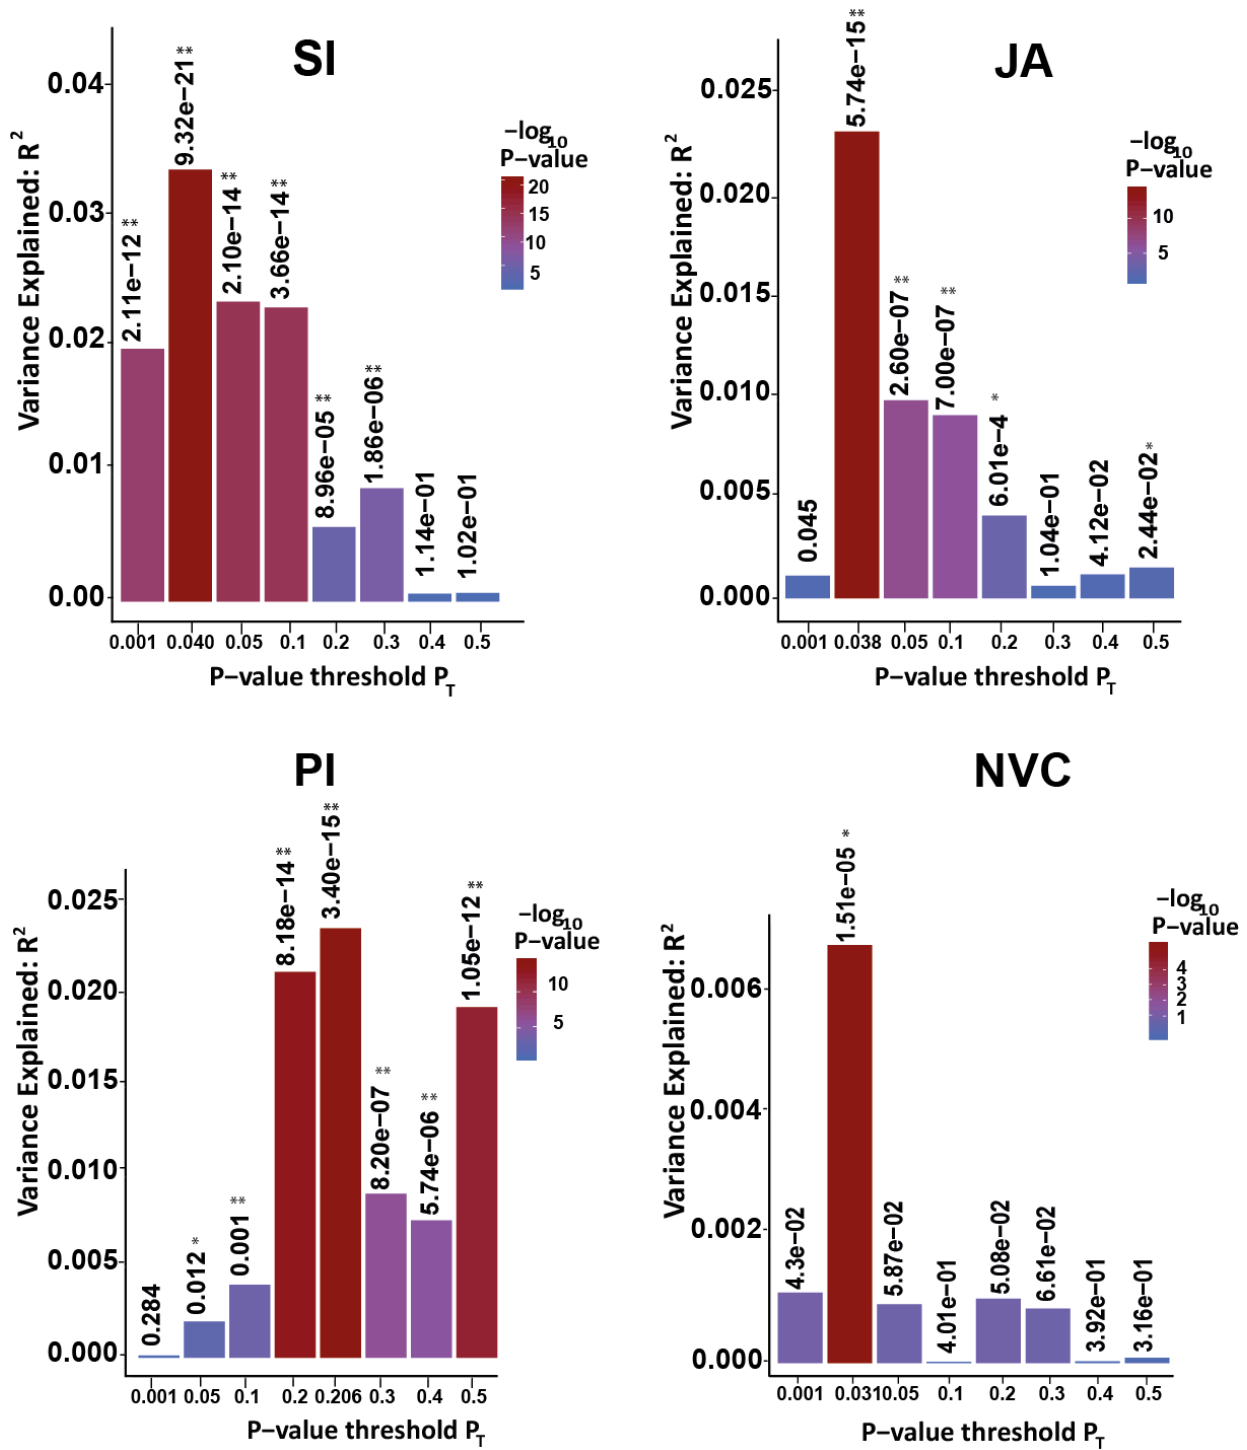 SI
Variance Explained: R²
0.04
0.03
0.02
0.01
0.00
2.11e−12**
9.32e−21**
2.10e−14**
3.66e−14**
8.96e−05**
1.86e−06**
1.14e−01
1.02e−01
0.001 0.040 0.05 0.1 0.2 0.3 0.4 0.5
P−value threshold P_T
−log₁₀
P−value
20
15
10
5
JA
Variance Explained: R²
0.025
0.020
0.015
0.010
0.005
0.000
0.045
5.74e−15**
2.60e−07**
7.00e−07**
6.01e−4*
1.04e−01
4.12e−02
2.44e−02*
0.001 0.038 0.05 0.1 0.2 0.3 0.4 0.5
P−value threshold P_T
−log₁₀
P−value
10
5
PI
Variance Explained: R²
0.025
0.020
0.015
0.010
0.005
0.000
0.284
0.012*
0.001**
8.18e−14**
3.40e−15**
8.20e−07**
5.74e−06**
1.05e−12**
0.001 0.05 0.1 0.2 0.206 0.3 0.4 0.5
P−value threshold P_T
−log₁₀
P−value
10
5
NVC
Variance Explained: R²
0.006
0.004
0.002
0.000
4.3e−02
1.51e−05*
5.87e−02
4.01e−01
5.08e−02
6.61e−02
3.92e−01
3.16e−01
0.001 0.0310.05 0.1 0.2 0.3 0.4 0.5
P−value threshold P_T
−log₁₀
P−value
4
3
2
1